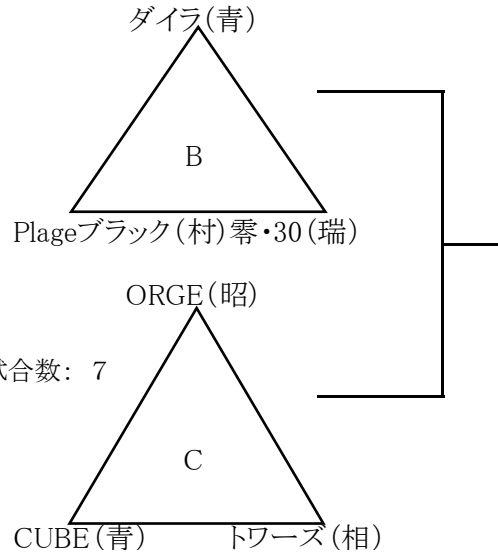 ダイラ(青)
B
Plageブラック(村)零・30(瑞)
ORGE(昭)
式合数: 7
C
CUBE(青) トワーズ(相)